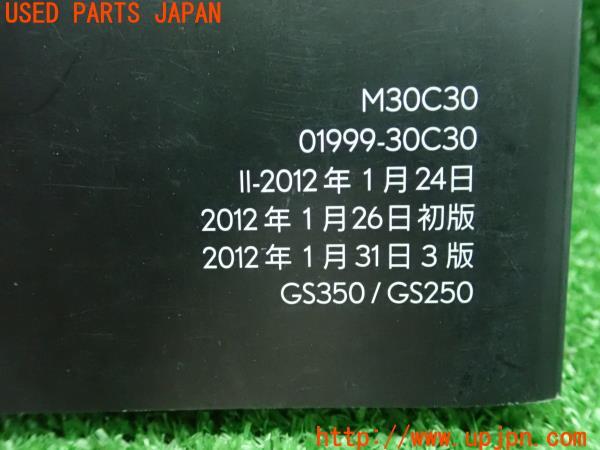 USED PARTS JAPAN
M30C30
01999-30C30
II-2012年1月24日
2012年1月26日初版
2012年1月31日3版
GS350 / GS250
http://www.upjpn.com